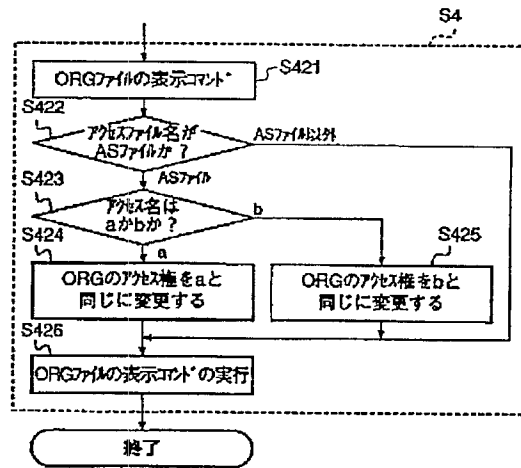 S4
ORGファイルの表示コマンド
S421
S422
アクセスファイル名が
ASファイルか？
ASファイル以外
ASファイル
S423
アクセス名は
aかbか？
b
a
S424
ORGのアクセス権をaと
同じに変更する
S425
ORGのアクセス権をbと
同じに変更する
S426
ORGファイルの表示コマンドの実行
終了